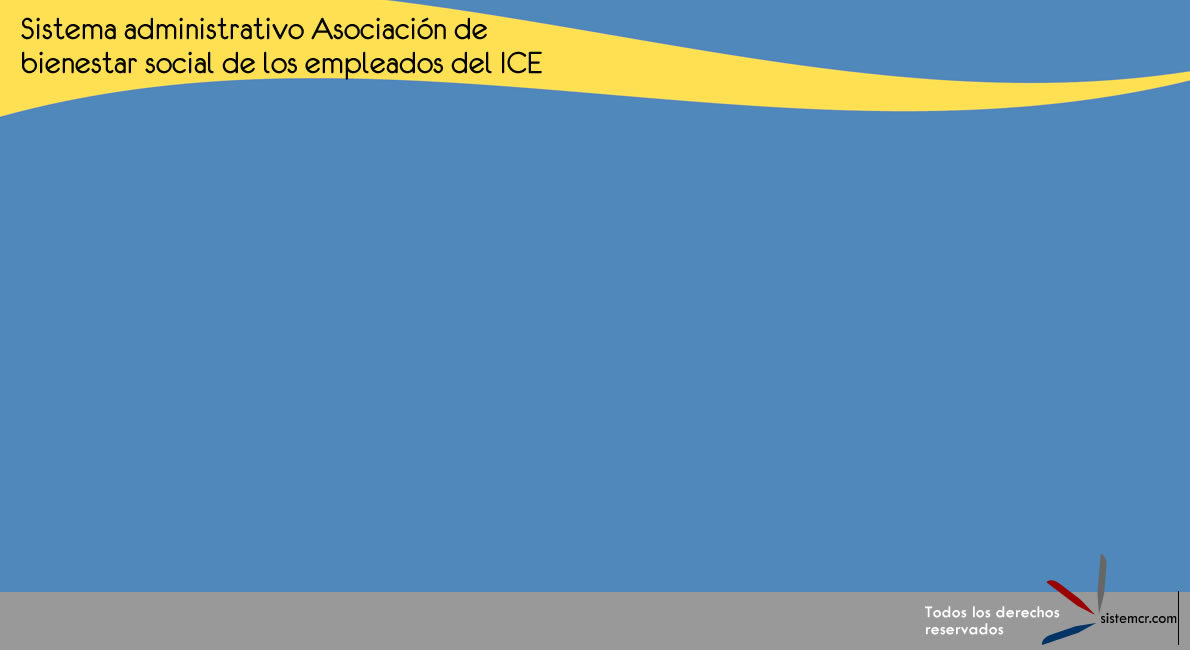 Sistema administrativo Asociación de
bienestar social de los empleados del ICE
Todos los derechos
reservados
sistemcr.com